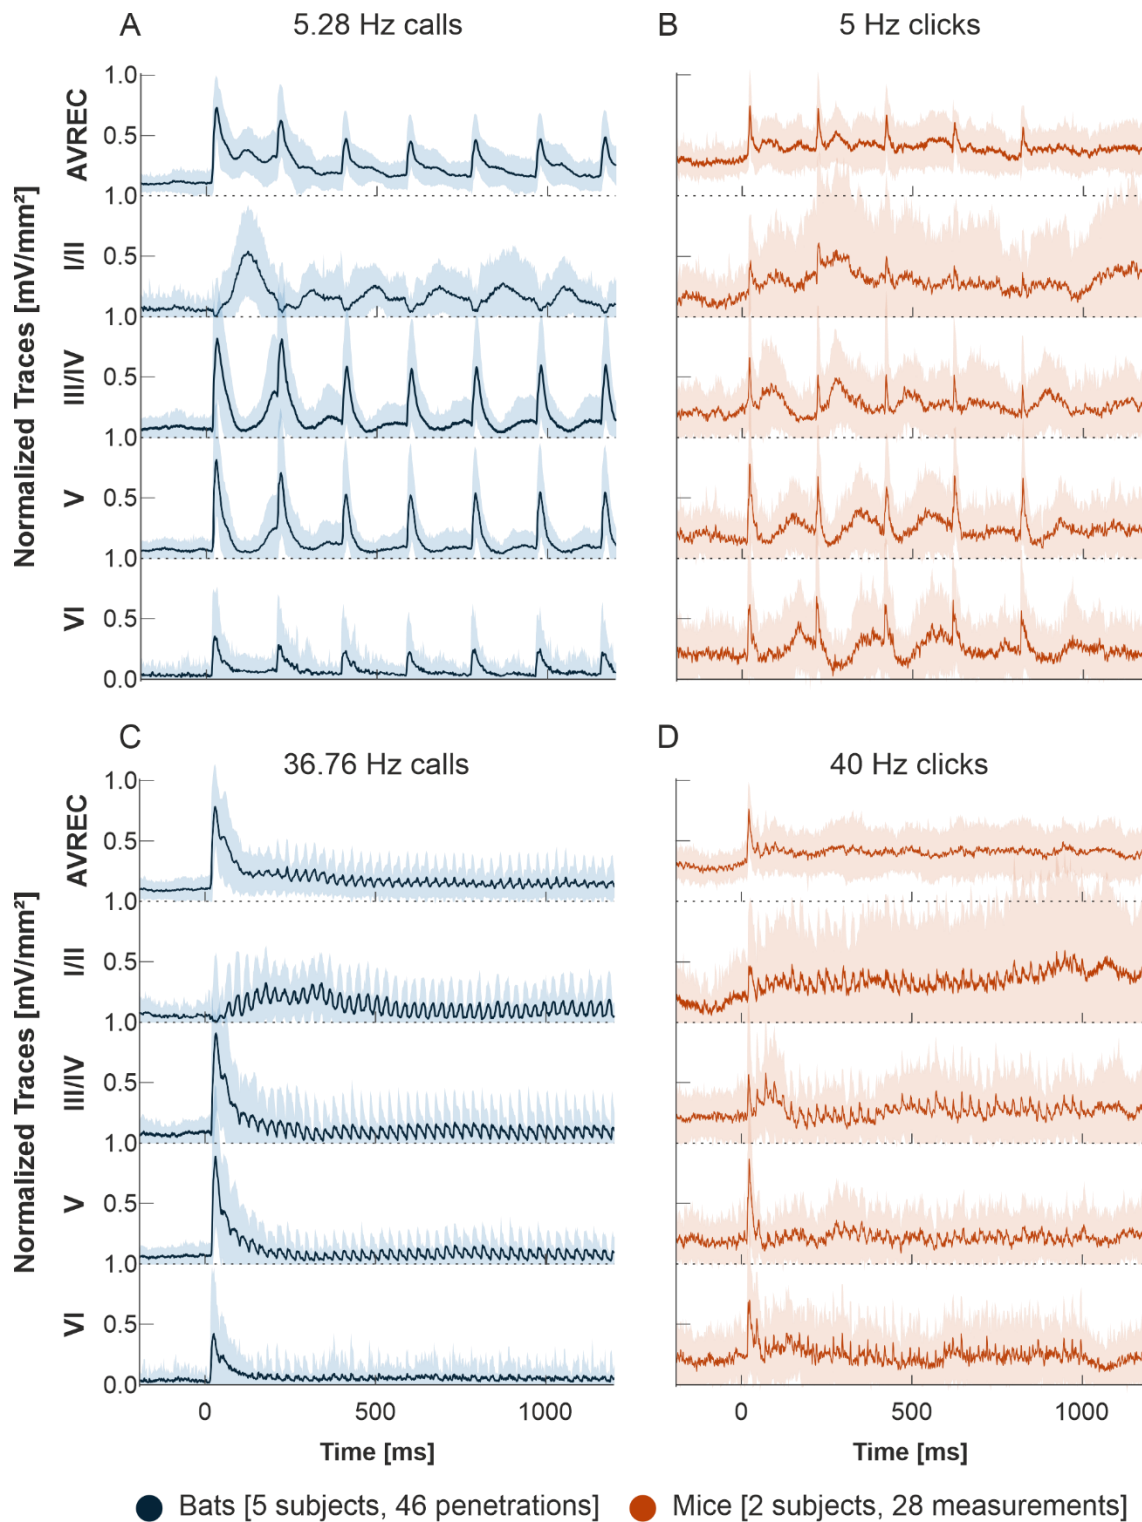 A
5.28 Hz calls
B
5 Hz clicks
Normalized Traces [mV/mm²]
AVREC
1.0
0.5
I/II
1.0
0.5
III/IV
1.0
0.5
V
1.0
0.5
VI
1.0
0.5
0.0
C
36.76 Hz calls
D
40 Hz clicks
Normalized Traces [mV/mm²]
AVREC
1.0
0.5
I/II
1.0
0.5
III/IV
1.0
0.5
V
1.0
0.5
VI
1.0
0.5
0.0
0 500 1000
0 500 1000
Time [ms]
Time [ms]
Bats [5 subjects, 46 penetrations]
Mice [2 subjects, 28 measurements]